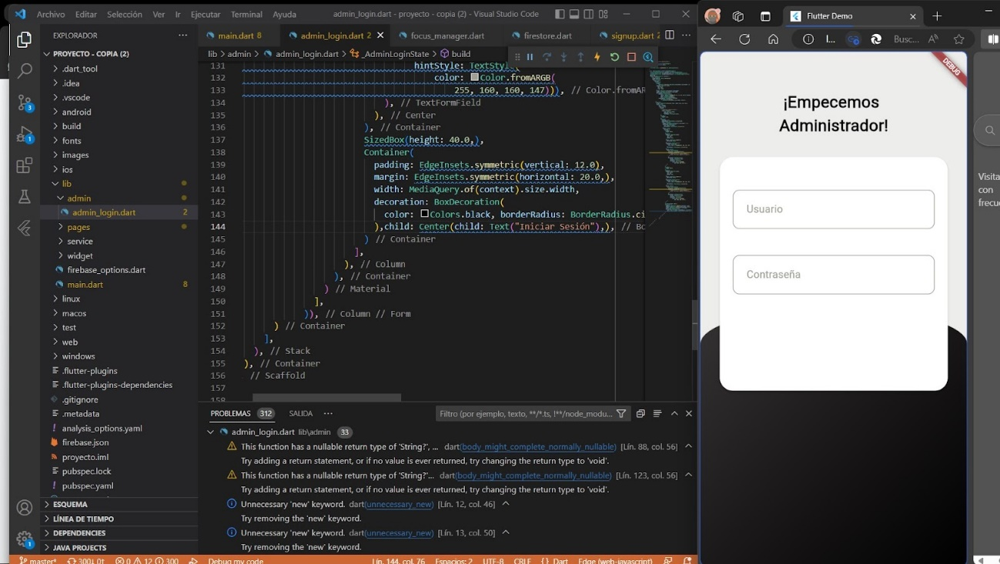 Archivo Editar Selección Ver Ir Ejecutar Terminal Ayuda
admin_login.dart - proyecto - copia (2) - Visual Studio Code
EXPLORADOR
PROYECTO - COPIA (2)
.dart_tool
.idea
.vscode
android
build
fonts
images
ios
lib
admin
admin_login.dart 2
pages
service
widget
firebase_options.dart
main.dart 8
linux
macos
test
web
windows
.flutter-plugins
.flutter-plugins-dependencies
.gitignore
.metadata
analysis_options.yaml
firebase.json
proyecto.iml
pubspec.lock
pubspec.yaml
ESQUEMA
LÍNEA DE TIEMPO
DEPENDENCIES
JAVA PROJECTS
3
1
1
main.dart 8 admin_login.dart 2 focus_manager.dart firestore.dart signup.dart 2
lib > admin > admin_login.dart > _AdminLoginState > build
131 hintStyle: TextStyle(
132 color: Color.fromARGB(
133 255, 160, 160, 147))), // Color.fromAR
134 ), // TextFormField
135 ), // Center
136 ), // Container
137 SizedBox(height: 40.0,),
138 Container(
139 padding: EdgeInsets.symmetric(vertical: 12.0),
140 margin: EdgeInsets.symmetric(horizontal: 20.0,),
141 width: MediaQuery.of(context).size.width,
142 decoration: BoxDecoration(
143 color: Colors.black, borderRadius: BorderRadius.ci
144 ),child: Center(child: Text("Iniciar Sesión"),), // Bo
145 ) // Container
146 ],
147 ), // Column
148 ), // Container
149 ) // Material
150 ],
151 )), // Column // Form
152 ) // Container
153 ],
154 ), // Stack
155 ), // Container
156 // Scaffold
157
158
PROBLEMAS 312 SALIDA
Filtro (por ejemplo, texto, **/*.ts, !**/node_modu...
admin_login.dart lib\admin 33
This function has a nullable return type of 'String?', ... dart(body_might_complete_normally_nullable) [Lín. 88, col. 56]
Try adding a return statement, or if no value is ever returned, try changing the return type to 'void'.
This function has a nullable return type of 'String?'... dart(body_might_complete_normally_nullable) [Lín. 123, col. 56]
Try adding a return statement, or if no value is ever returned, try changing the return type to 'void'.
Unnecessary 'new' keyword. dart(unnecessary_new) [Lín. 12, col. 46]
Try removing the 'new' keyword.
Unnecessary 'new' keyword. dart(unnecessary_new) [Lín. 13, col. 50]
Try removing the 'new' keyword.
master* 300↓ 0↑ 0 12 300 Debug my code Lín. 144, col. 76 Espacios: 2 UTF-8 CRLF {} Dart Edge (web-javascript)
Flutter Demo
l... Busc...
DEBUG
¡Empecemos
Administrador!
Usuario
Contraseña
Visita
con
frecue